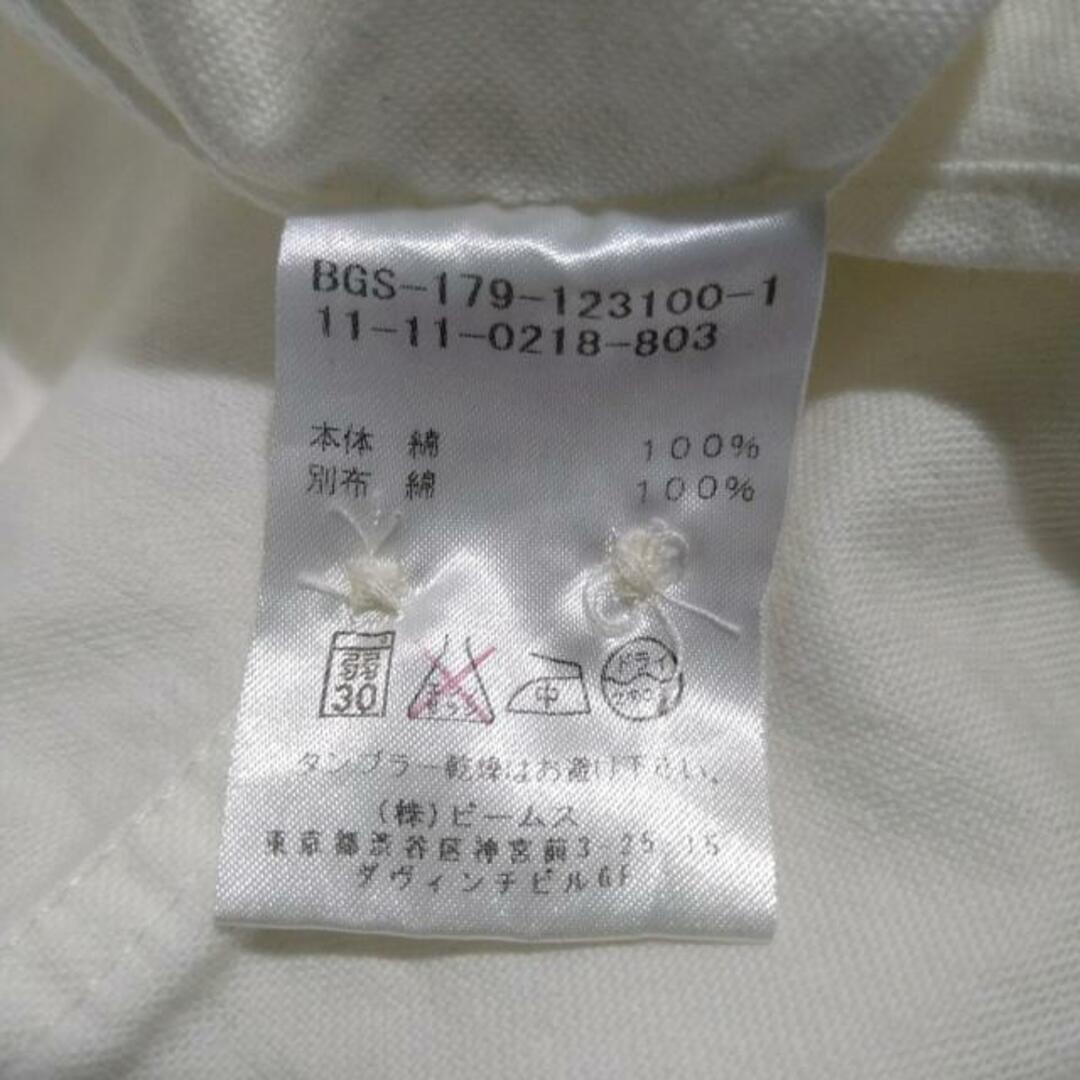 BGS-179-123100-1
11-11-0218-803
本体 綿 100%
別布 綿 100%
弱 30
中
ドライ
タンブラー乾燥はお避け下さい。
(株)ビームス
東京都渋谷区神宮前3-25-15
ダヴィンチビル6F